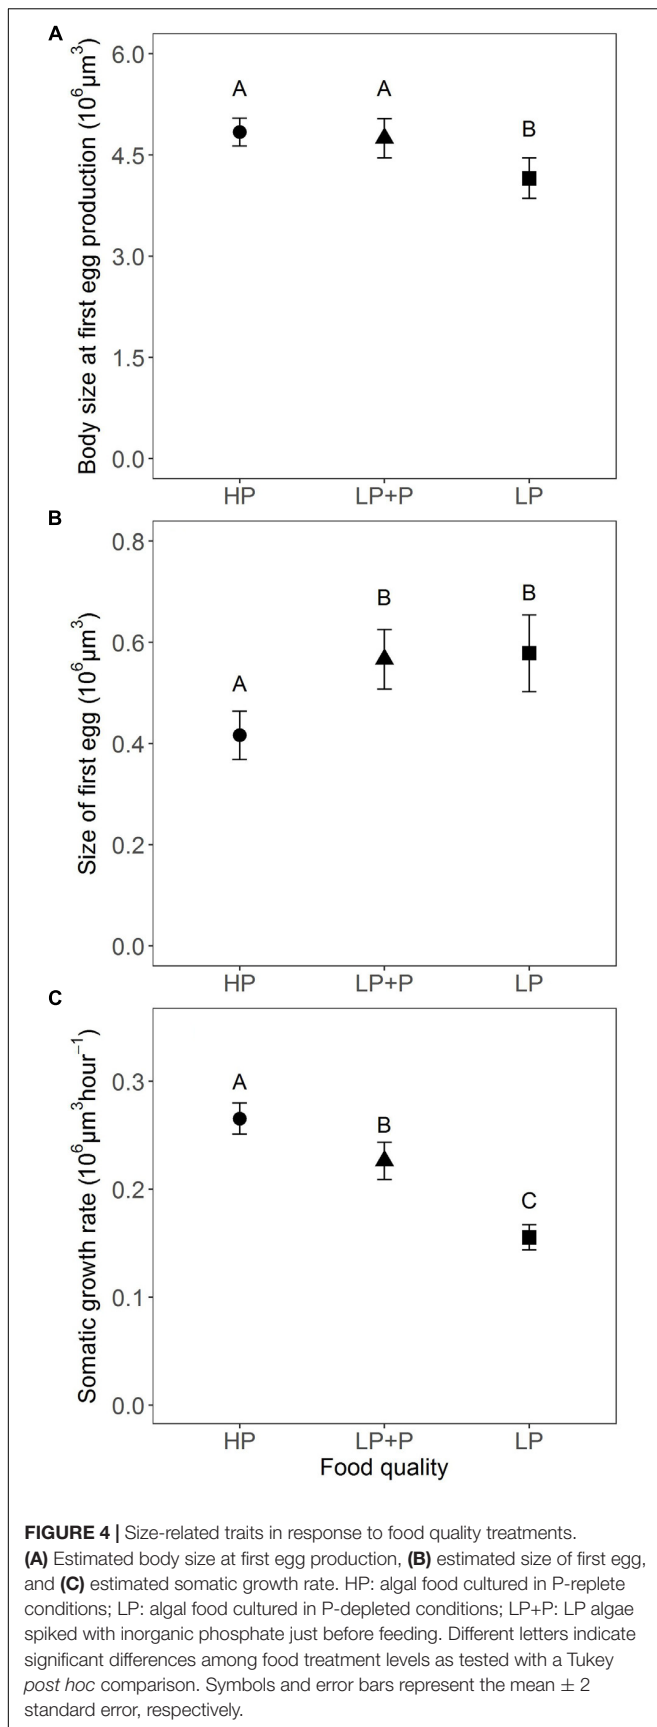 A
Body size at first egg production (10⁶µm³)
6.0
4.5
3.0
1.5
0.0
A
A
B
HP
LP+P
LP
B
Size of first egg (10⁶µm³)
0.8
0.6
0.4
0.2
0.0
A
B
B
HP
LP+P
LP
C
Somatic growth rate (10⁶µm³hour⁻¹)
0.3
0.2
0.1
0.0
A
B
C
HP
LP+P
LP
Food quality
FIGURE 4 | Size-related traits in response to food quality treatments.
(A) Estimated body size at first egg production, (B) estimated size of first egg,
and (C) estimated somatic growth rate. HP: algal food cultured in P-replete
conditions; LP: algal food cultured in P-depleted conditions; LP+P: LP algae
spiked with inorganic phosphate just before feeding. Different letters indicate
significant differences among food treatment levels as tested with a Tukey
post hoc comparison. Symbols and error bars represent the mean ± 2
standard error, respectively.